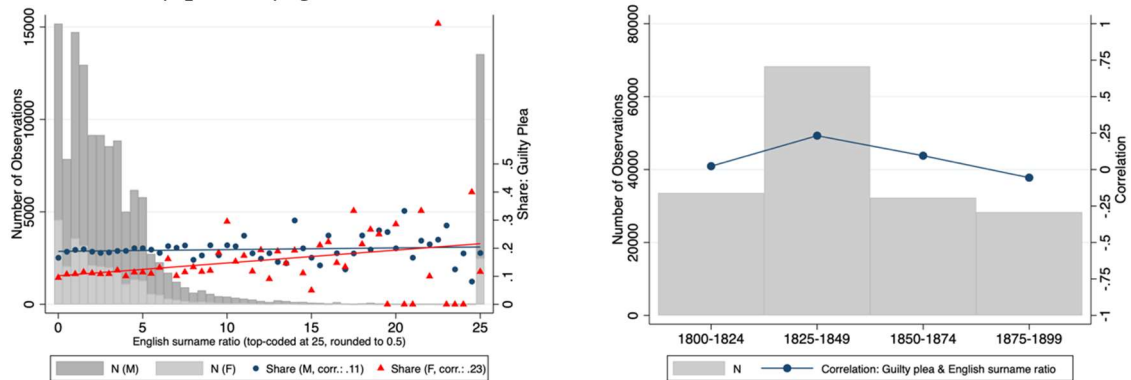 15000
10000
5000
0
Number of Observations
.5
.4
.3
.2
.1
0
Share: Guilty Plea
0 5 10 15 20 25
English surname ratio (top-coded at 25, rounded to 0.5)
N (M) N (F) Share (M, corr.: .11) Share (F, corr.: .23)
80000
60000
40000
20000
0
Number of Observations
1
.75
.5
.25
0
-.25
-.5
-.75
-1
Correlation
1800-1824 1825-1849 1850-1874 1875-1899
N Correlation: Guilty plea & English surname ratio